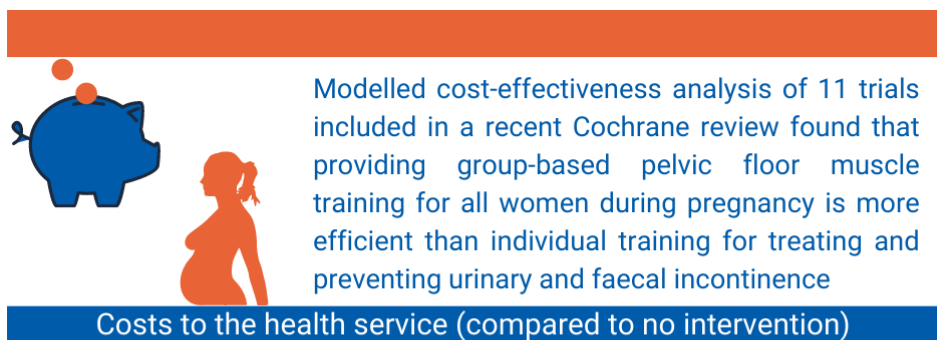 Modelled cost-effectiveness analysis of 11 trials
included in a recent Cochrane review found that
providing group-based pelvic floor muscle
training for all women during pregnancy is more
efficient than individual training for treating and
preventing urinary and faecal incontinence
Costs to the health service (compared to no intervention)